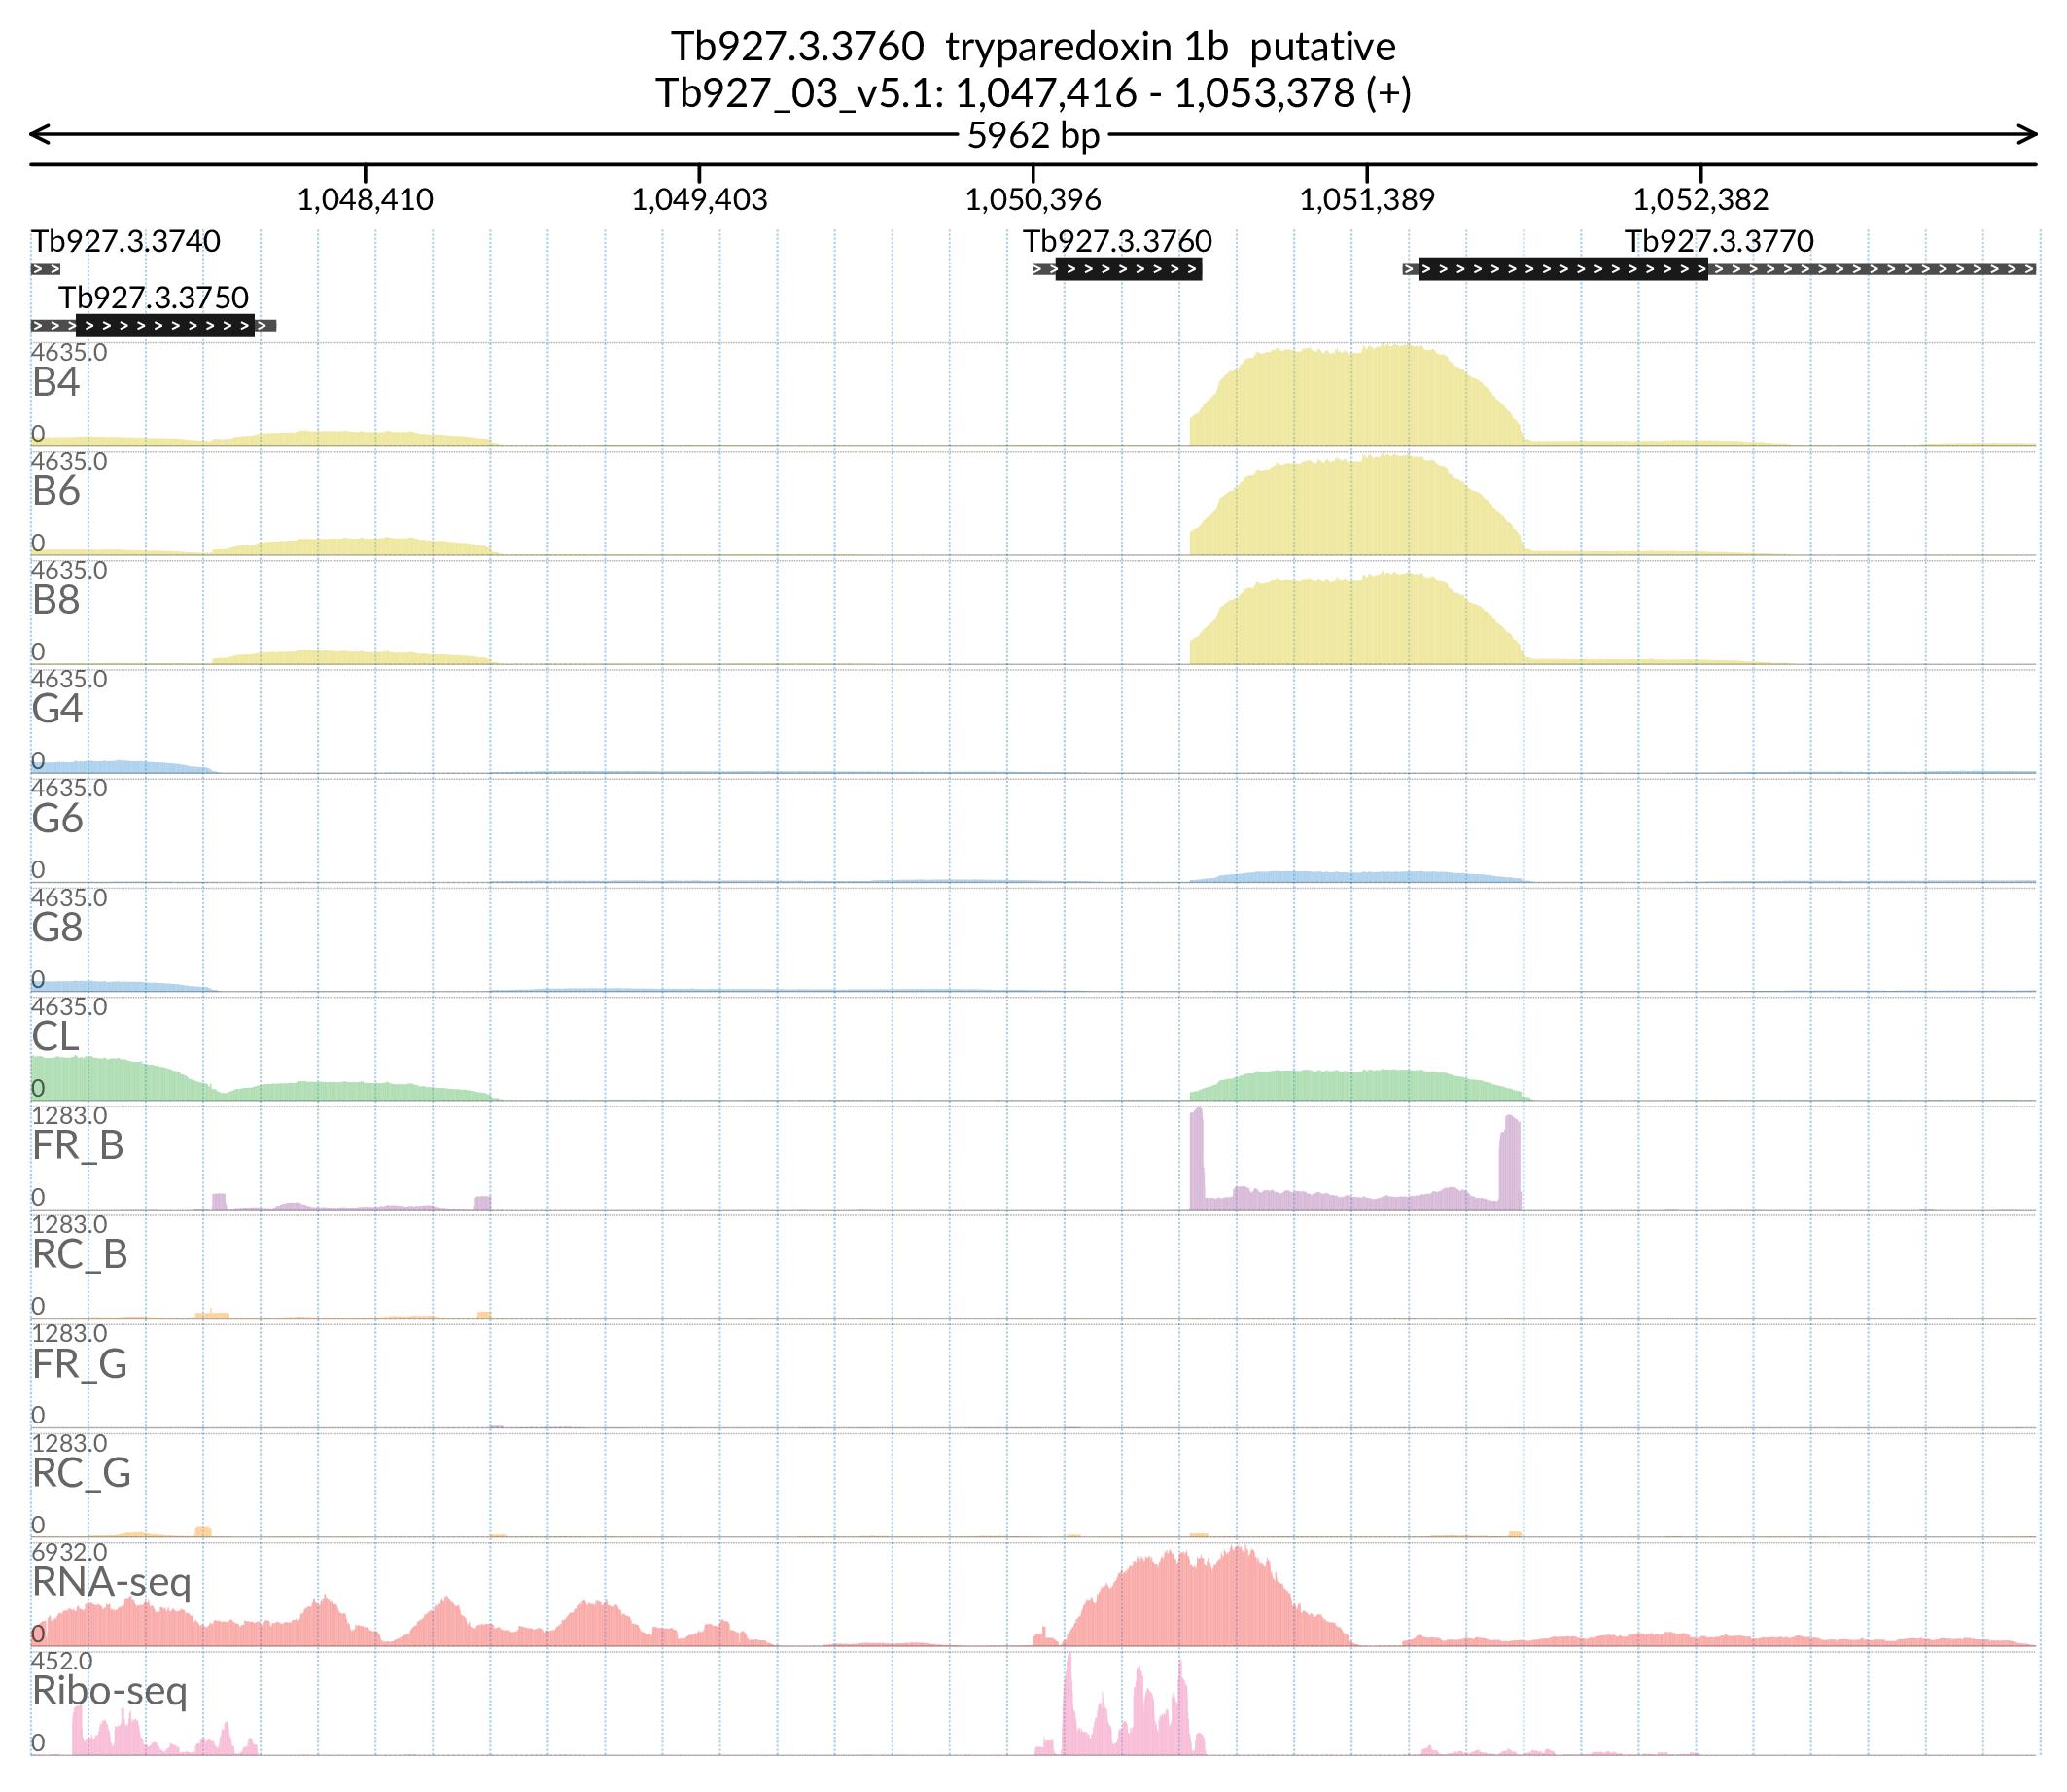 Tb927.3.3760 tryparedoxin 1b putative
Tb927_03_v5.1: 1,047,416 - 1,053,378 (+)
5962 bp
1,048,410 1,049,403 1,050,396 1,051,389 1,052,382
Tb927.3.3740 Tb927.3.3760 Tb927.3.3770
Tb927.3.3750
4635.0
B4
0
4635.0
B6
0
4635.0
B8
0
4635.0
G4
0
4635.0
G6
0
4635.0
G8
0
4635.0
CL
0
1283.0
FR_B
0
1283.0
RC_B
0
1283.0
FR_G
0
1283.0
RC_G
0
6932.0
RNA-seq
0
452.0
Ribo-seq
0